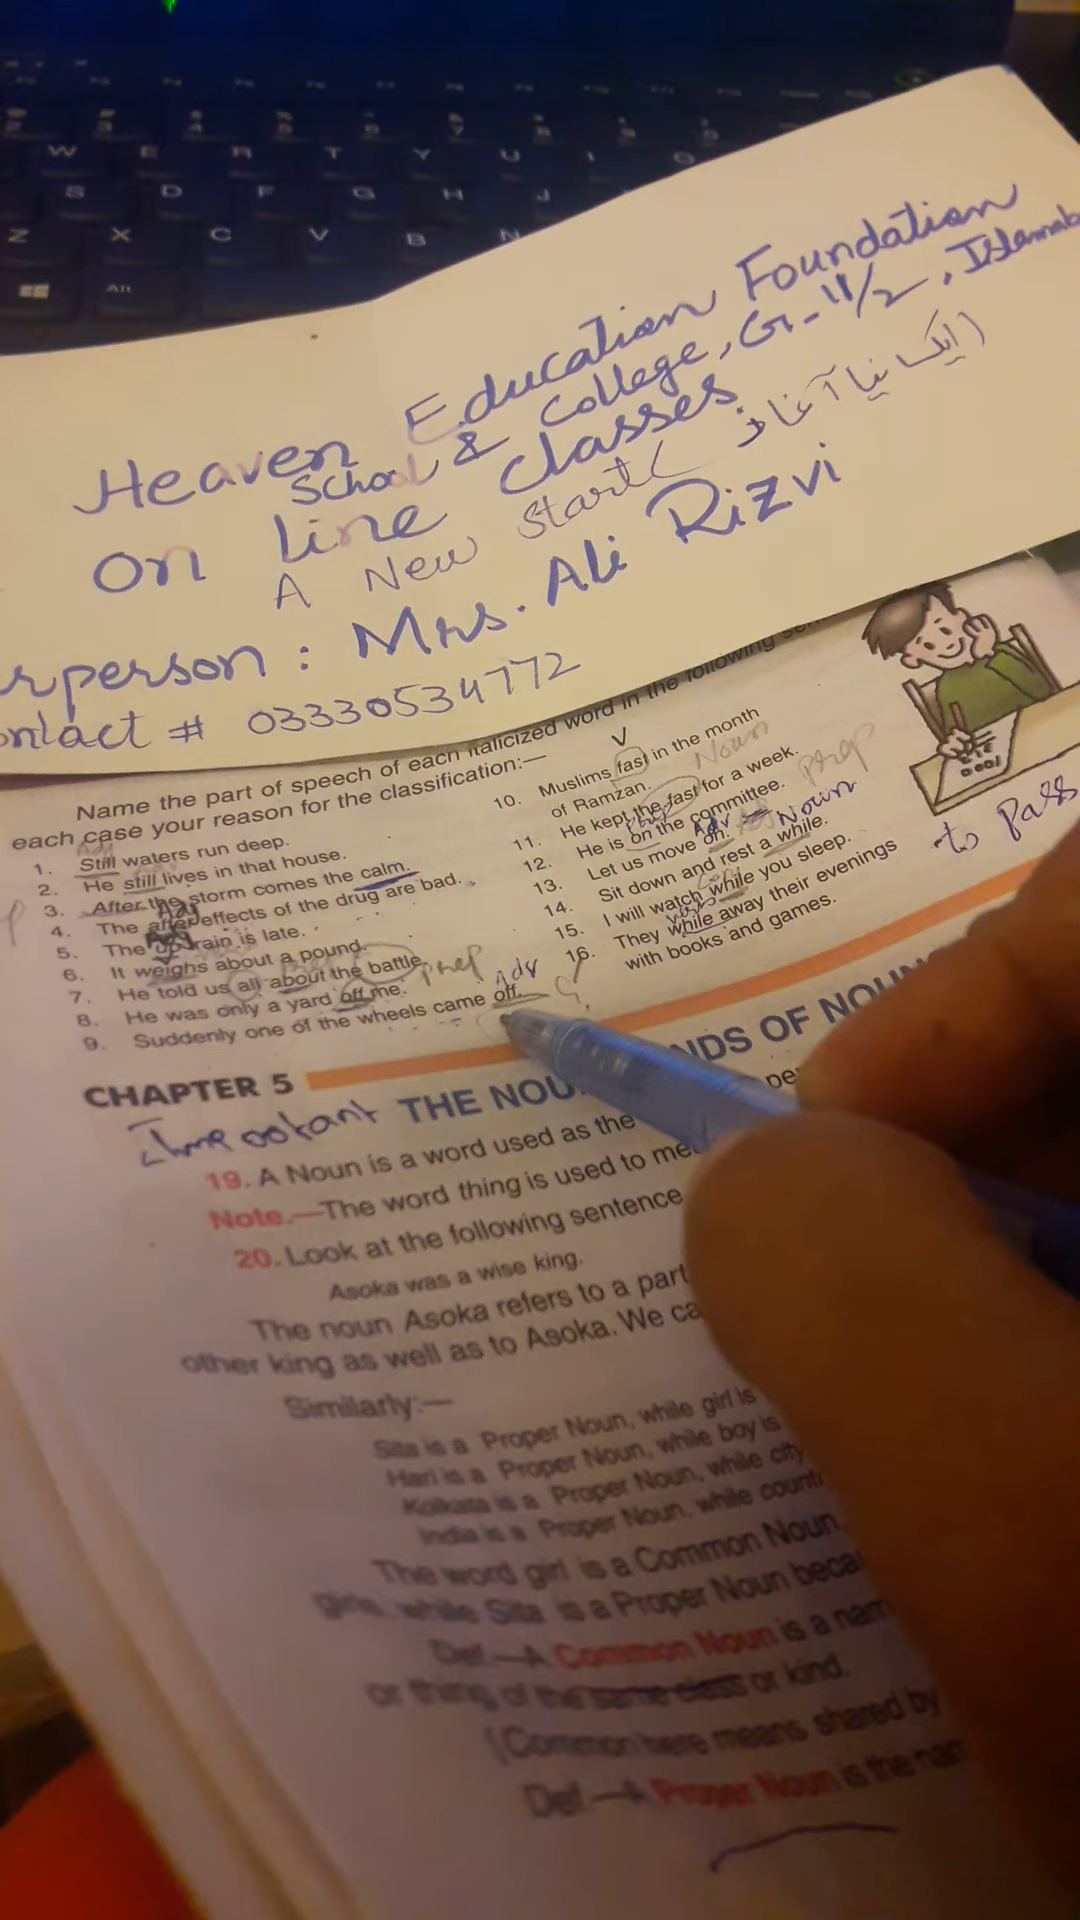 Heaven Education Foundation
School & College, G-11/2, Islamab
On line Classes.
A New Start (ایک نیا آغاز)
rperson : Mrs. Ali Rizvi
ontact # 03330534772
Name the part of speech of each italicized word in the following sen
each case your reason for the classification:—
Adj
1. Still waters run deep.
2. He still lives in that house.
3. After the storm comes the calm.
4. The after effects of the drug are bad.
Adj
5. The up train is late.
6. It weighs about a pound.
7. He told us all about the battle.
8. He was only a yard off me. prep
9. Suddenly one of the wheels came off. Adv
V
10. Muslims fast in the month
of Ramzan. Noun
11. He kept the fast for a week.
12. He is on the committee. prep
13. Let us move on. Adv
14. Sit down and rest a while. Noun
15. I will watch while you sleep.
16. They while away their evenings
with books and games.
to pass
CHAPTER 5
THE NOU NDS OF NOUN
Important
19. A Noun is a word used as the pe
Note.—The word thing is used to me
20. Look at the following sentence
Asoka was a wise king.
The noun Asoka refers to a part
other king as well as to Asoka. We ca
Similarly:—
Sita is a Proper Noun, while girl is
Hari is a Proper Noun, while boy is
Kolkata is a Proper Noun, while city
India is a Proper Noun, while countr
The word girl is a Common Noun,
girls, while Sita is a Proper Noun beca
Def.—A Common Noun is a nam
or thing of the same class or kind.
[Common here means shared by
Def.—A Proper Noun is the nam